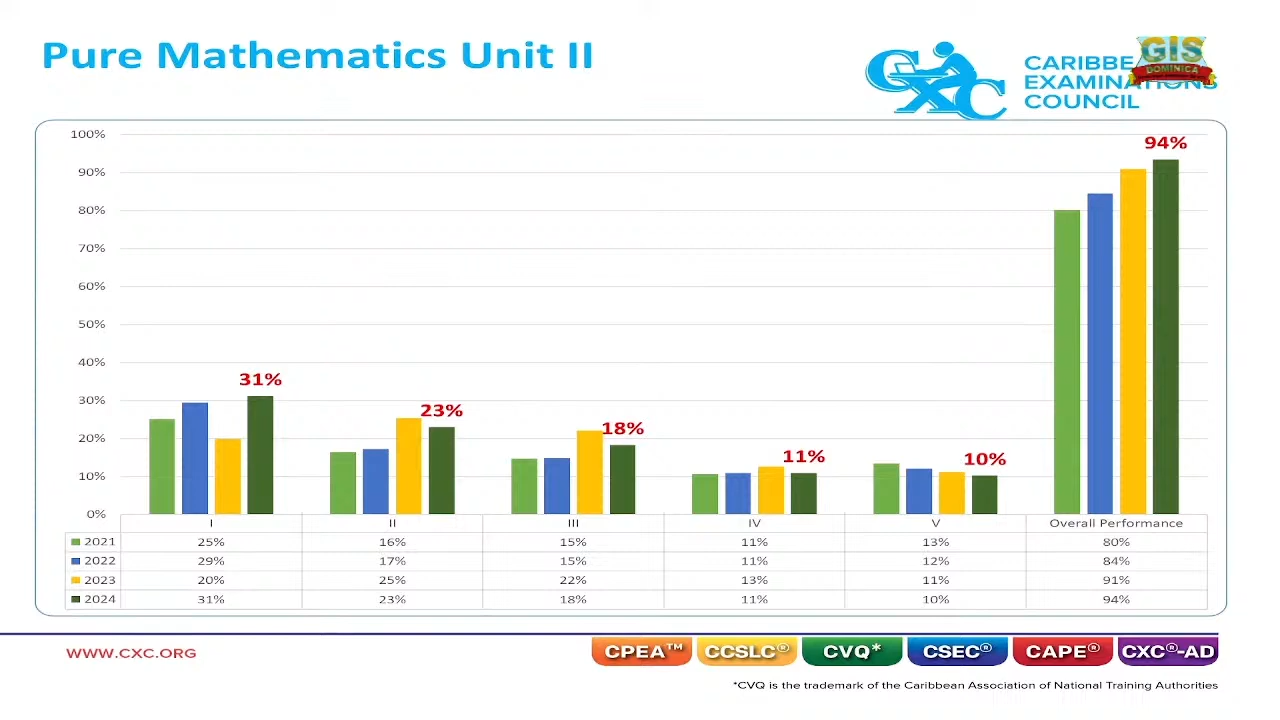 Pure Mathematics Unit II
CXC
CARIBBE
EXAMINATIONS
COUNCIL
GIS
DOMINICA
100%
90%
80%
70%
60%
50%
40%
30%
20%
10%
0%
31%
23%
18%
11%
10%
94%
I II III IV V Overall Performance
2021 25% 16% 15% 11% 13% 80%
2022 29% 17% 15% 11% 12% 84%
2023 20% 25% 22% 13% 11% 91%
2024 31% 23% 18% 11% 10% 94%
WWW.CXC.ORG
CPEA™ CCSLC® CVQ* CSEC® CAPE® CXC®-AD
*CVQ is the trademark of the Caribbean Association of National Training Authorities